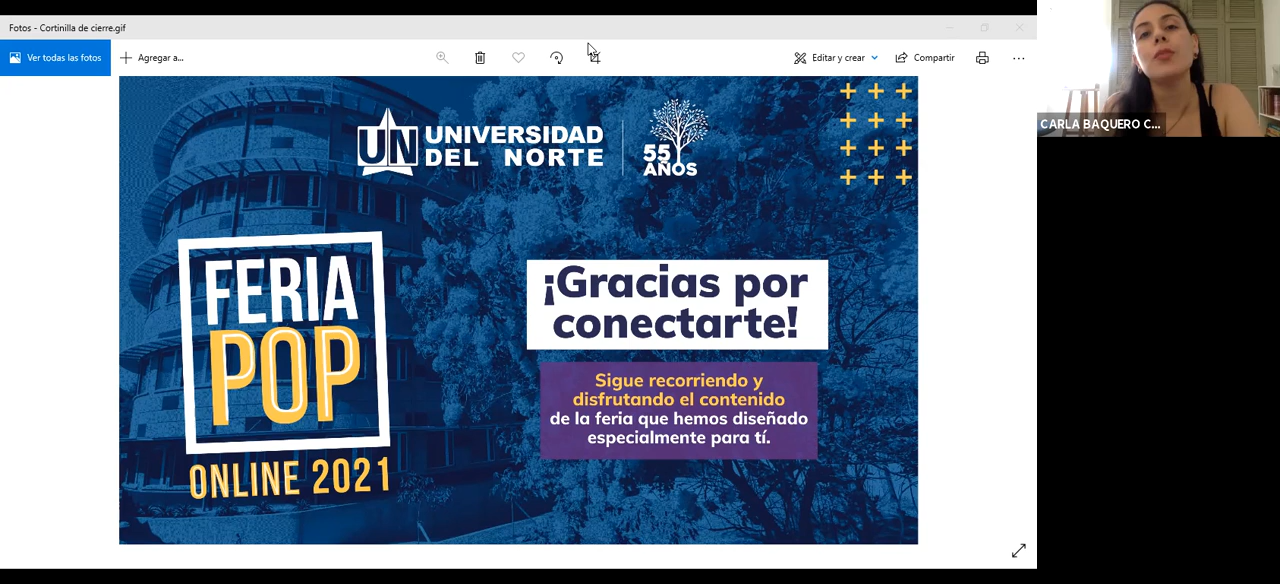 Fotos - Cortinilla de cierre.gif
Ver todas las fotos
Agregar a...
Editar y crear
Compartir
UN UNIVERSIDAD
DEL NORTE
55
AÑOS
FERIA
POP
ONLINE 2021
¡Gracias por
conectarte!
Sigue recorriendo y
disfrutando el contenido
de la feria que hemos diseñado
especialmente para tí.
CARLA BAQUERO C...